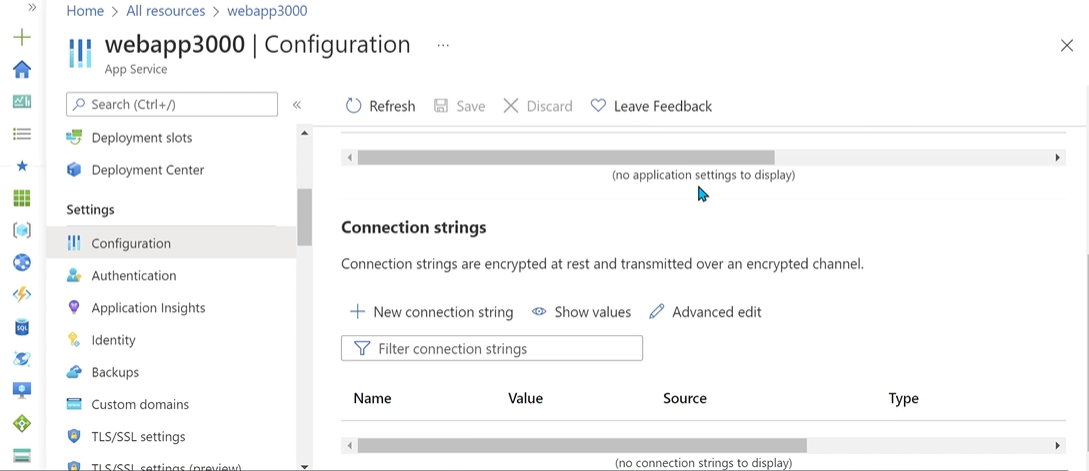 Home > All resources > webapp3000
webapp3000 | Configuration ...
App Service
Search (Ctrl+/)
Deployment slots
Deployment Center
Settings
Configuration
Authentication
Application Insights
Identity
Backups
Custom domains
TLS/SSL settings
TLS/SSL settings (preview)
Refresh Save Discard Leave Feedback
(no application settings to display)
Connection strings
Connection strings are encrypted at rest and transmitted over an encrypted channel.
New connection string Show values Advanced edit
Filter connection strings
Name Value Source Type
(no connection strings to display)
SQL